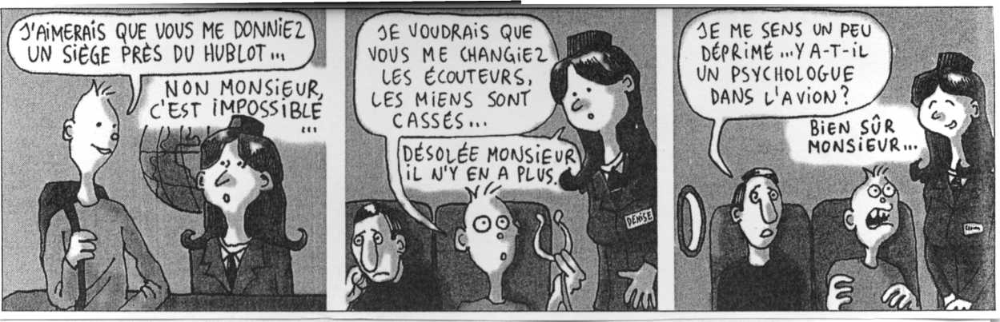 J'AIMERAIS QUE VOUS ME DONNIEZ
UN SIÈGE PRÈS DU HUBLOT...
NON MONSIEUR,
C'EST IMPOSSIBLE
...
JE VOUDRAIS QUE
VOUS ME CHANGIEZ
LES ÉCOUTEURS,
LES MIENS SONT
CASSÉS...
DÉSOLÉE MONSIEUR
IL N'Y EN A PLUS.
DENISE
JE ME SENS UN PEU
DÉPRIMÉ...Y A-T-IL
UN PSYCHOLOGUE
DANS L'AVION?
BIEN SÛR
MONSIEUR...